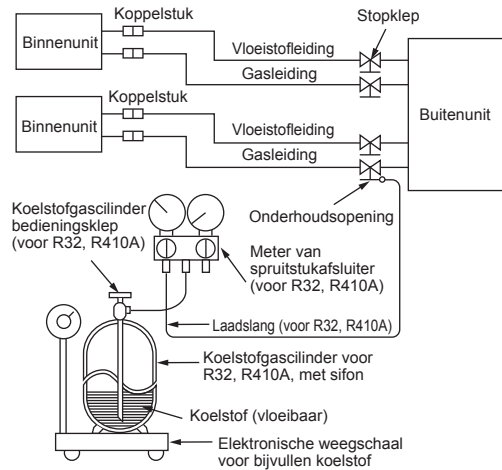 Koppelstuk
Stopklep
Binnenunit
Vloeistofleiding
Gasleiding
Koppelstuk
Binnenunit
Vloeistofleiding
Gasleiding
Buitenunit
Onderhoudsopening
Koelstofgascilinder
bedieningsklep
(voor R32, R410A)
Meter van
spruitstukafsluiter
(voor R32, R410A)
Laadslang (voor R32, R410A)
Koelstofgascilinder voor
R32, R410A, met sifon
Koelstof (vloeibaar)
Elektronische weegschaal
voor bijvullen koelstof